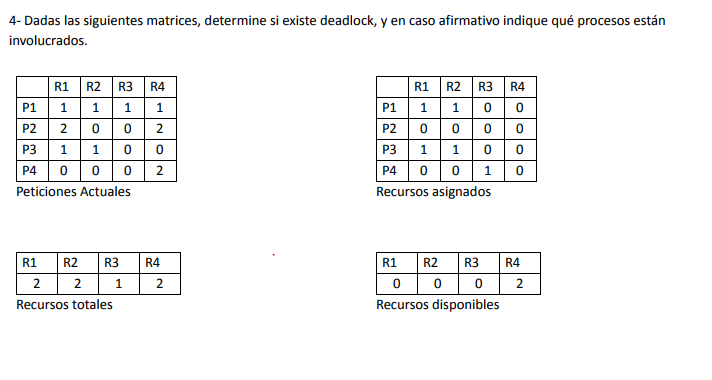 4- Dadas las siguientes matrices, determine si existe deadlock, y en caso afirmativo indique qué procesos están
involucrados.
R1 R2 R3 R4
P1 1 1 1 1
P2 2 0 0 2
P3 1 1 0 0
P4 0 0 0 2
Peticiones Actuales
R1 R2 R3 R4
P1 1 1 0 0
P2 0 0 0 0
P3 1 1 0 0
P4 0 0 1 0
Recursos asignados
R1 R2 R3 R4
2 2 1 2
Recursos totales
R1 R2 R3 R4
0 0 0 2
Recursos disponibles